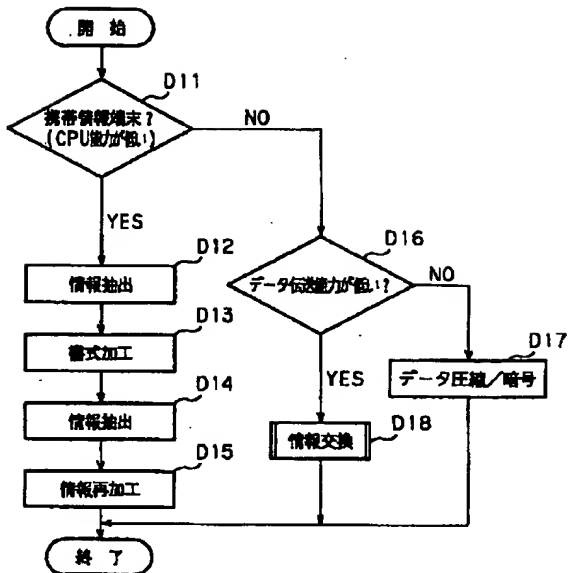 開始
D11
携帯情報端末?
(CPU能力が低い)
NO
YES
D12
情報抽出
D16
データ伝送能力が低い?
NO
D13
書式加工
D17
データ圧縮/暗号
YES
D14
情報抽出
D18
情報交換
D15
情報再加工
終了